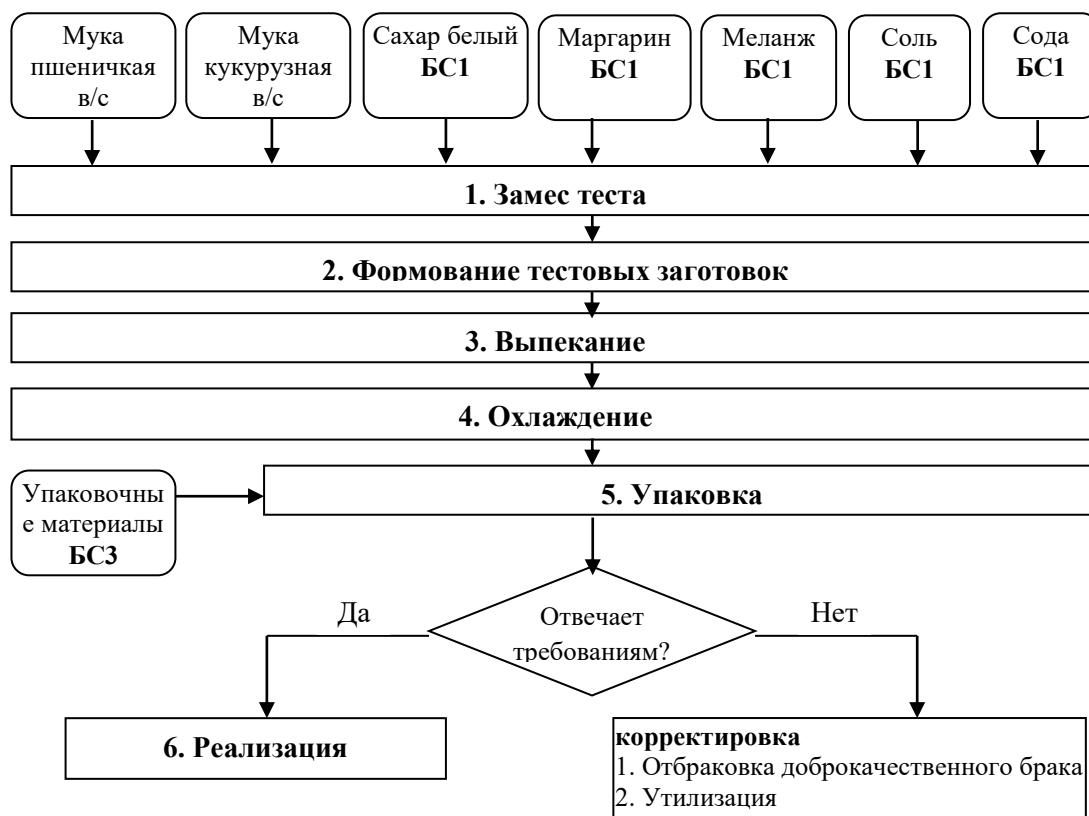 Мука
пшеничкая
в/с
Мука
кукурузная
в/с
Сахар белый
БС1
Маргарин
БС1
Меланж
БС1
Соль
БС1
Сода
БС1
1. Замес теста
2. Формование тестовых заготовок
3. Выпекание
4. Охлаждение
Упаковочны
е материалы
БС3
5. Упаковка
Да
Отвечает
требованиям?
Нет
6. Реализация
корректировка
1. Отбраковка доброкачественного брака
2. Утилизация